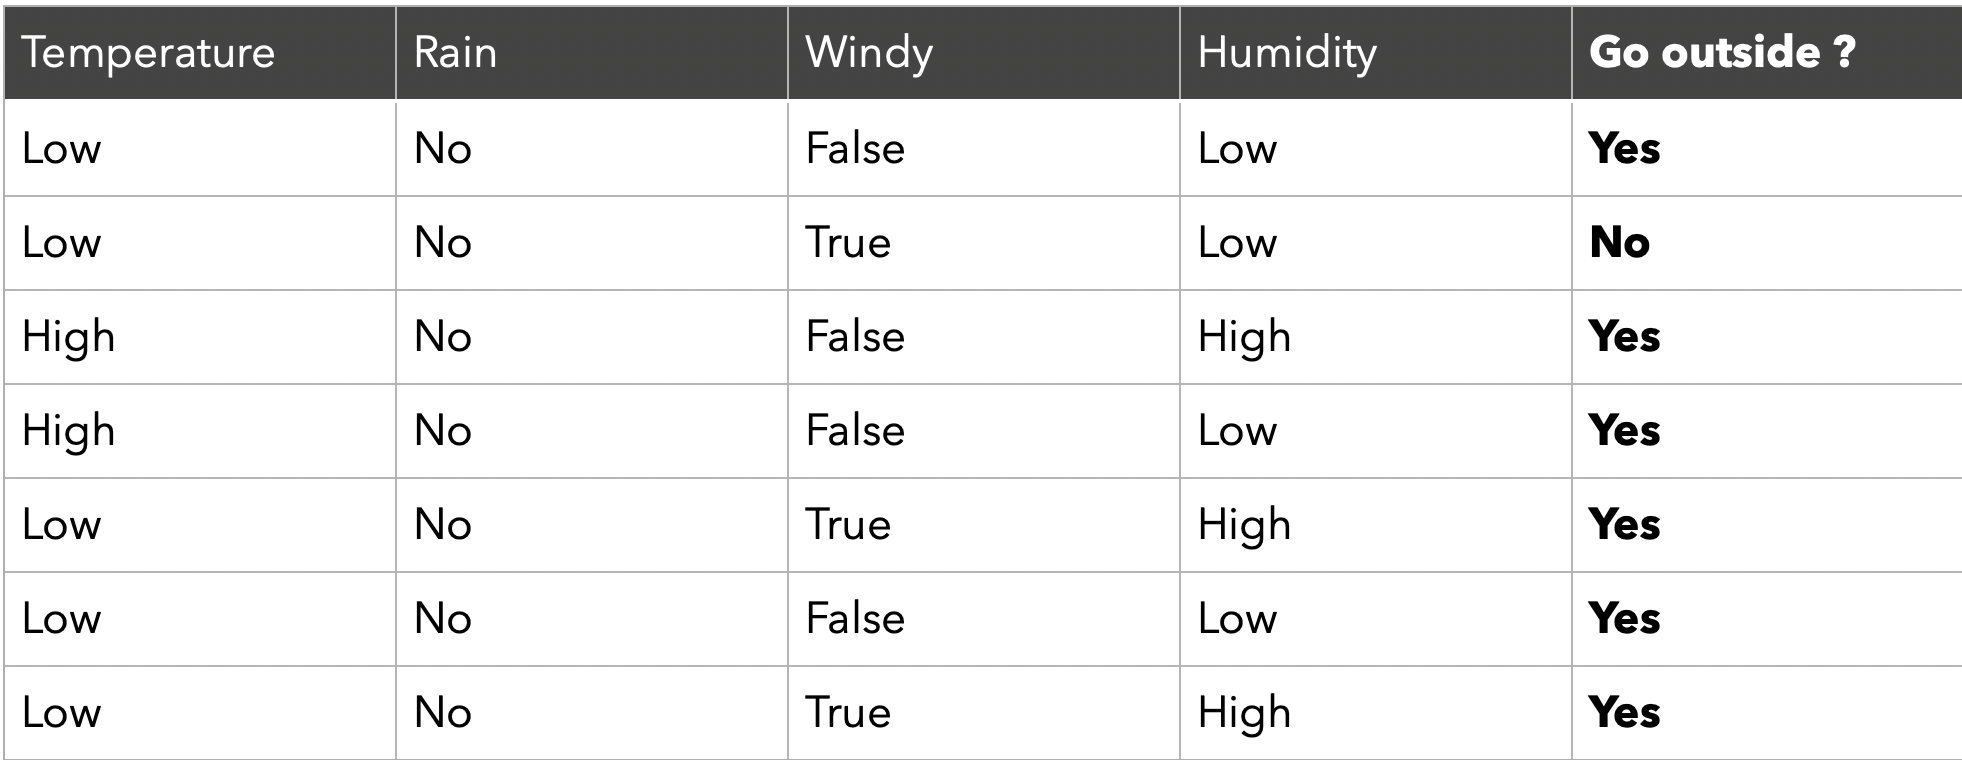 Temperature Rain Windy Humidity Go outside ?
Low No False Low Yes
Low No True Low No
High No False High Yes
High No False Low Yes
Low No True High Yes
Low No False Low Yes
Low No True High Yes